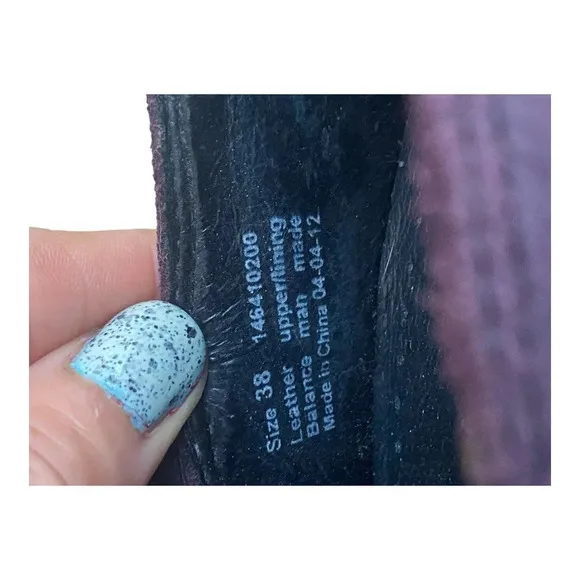 Size 38 146410200
Leather upper/lining
Balance man made
Made in China 04-04-12